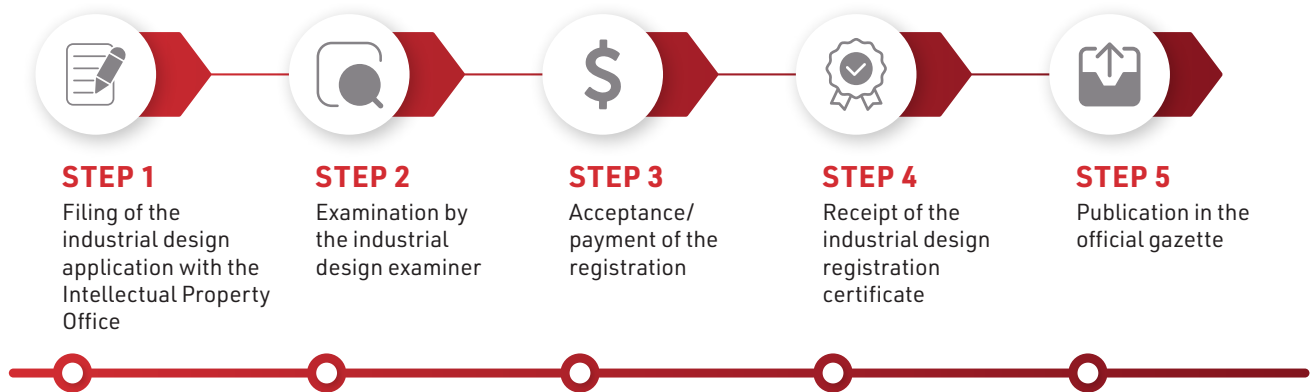 STEP 1
Filing of the
industrial design
application with the
Intellectual Property
Office
STEP 2
Examination by
the industrial
design examiner
$
STEP 3
Acceptance/
payment of the
registration
STEP 4
Receipt of the
industrial design
registration
certificate
STEP 5
Publication in the
official gazette